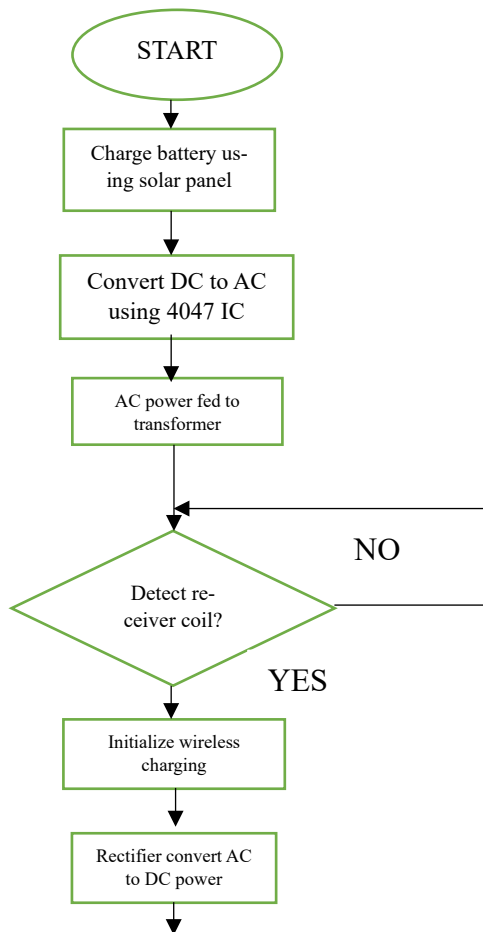 START
Charge battery us-
ing solar panel
Convert DC to AC
using 4047 IC
AC power fed to
transformer
NO
Detect re-
ceiver coil?
YES
Initialize wireless
charging
Rectifier convert AC
to DC power